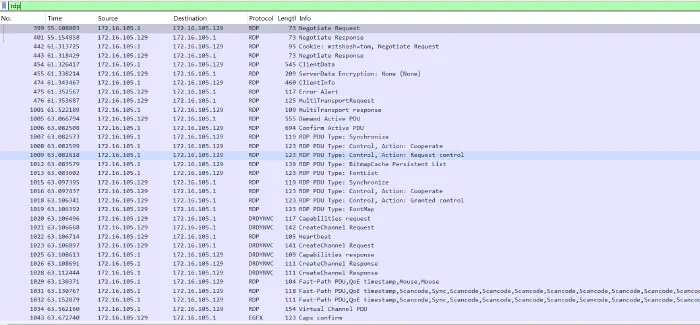 rdp
No. Time Source Destination Protocol Lengtl Info
399 55.108803 172.16.105.1 172.16.105.129 RDP 73 Negotiate Request
401 55.154858 172.16.105.129 172.16.105.1 RDP 73 Negotiate Response
442 61.313725 172.16.105.1 172.16.105.129 RDP 95 Cookie: mstshash=tom, Negotiate Request
443 61.318429 172.16.105.129 172.16.105.1 RDP 73 Negotiate Response
454 61.326417 172.16.105.1 172.16.105.129 RDP 545 ClientData
455 61.338214 172.16.105.129 172.16.105.1 RDP 209 ServerData Encryption: None (None)
474 61.343467 172.16.105.1 172.16.105.129 RDP 460 ClientInfo
475 61.352567 172.16.105.129 172.16.105.1 RDP 117 Error Alert
476 61.353687 172.16.105.129 172.16.105.1 RDP 125 MultiTransportRequest
1001 61.522189 172.16.105.1 172.16.105.129 RDP 109 MultiTransport response
1005 63.066794 172.16.105.129 172.16.105.1 RDP 555 Demand Active PDU
1006 63.082508 172.16.105.1 172.16.105.129 RDP 694 Confirm Active PDU
1007 63.082573 172.16.105.1 172.16.105.129 RDP 119 RDP PDU Type: Synchronize
1008 63.082599 172.16.105.1 172.16.105.129 RDP 123 RDP PDU Type: Control, Action: Cooperate
1009 63.082618 172.16.105.1 172.16.105.129 RDP 123 RDP PDU Type: Control, Action: Request control
1012 63.083579 172.16.105.1 172.16.105.129 RDP 139 RDP PDU Type: BitmapCache Persistent List
1013 63.083602 172.16.105.1 172.16.105.129 RDP 123 RDP PDU Type: FontList
1015 63.097395 172.16.105.129 172.16.105.1 RDP 119 RDP PDU Type: Synchronize
1016 63.097637 172.16.105.129 172.16.105.1 RDP 123 RDP PDU Type: Control, Action: Cooperate
1018 63.106341 172.16.105.129 172.16.105.1 RDP 123 RDP PDU Type: Control, Action: Granted control
1019 63.106392 172.16.105.129 172.16.105.1 RDP 123 RDP PDU Type: FontMap
1020 63.106496 172.16.105.129 172.16.105.1 DRDYNVC 117 Capabilities request
1021 63.106668 172.16.105.129 172.16.105.1 DRDYNVC 142 CreateChannel Request
1022 63.106714 172.16.105.129 172.16.105.1 RDP 105 Heartbeat
1023 63.106897 172.16.105.129 172.16.105.1 DRDYNVC 141 CreateChannel Request
1025 63.108613 172.16.105.1 172.16.105.129 DRDYNVC 109 Capabilities response
1026 63.108691 172.16.105.1 172.16.105.129 DRDYNVC 111 CreateChannel Response
1028 63.112444 172.16.105.1 172.16.105.129 DRDYNVC 111 CreateChannel Response
1029 63.130371 172.16.105.1 172.16.105.129 RDP 104 Fast-Path PDU,QoE timestamp,Mouse,Mouse
1031 63.130767 172.16.105.1 172.16.105.129 RDP 118 Fast-Path PDU,QoE timestamp,Scancode,Sync,Scancode,Scancode,Scancode,Scancode,Scancode,Scancode,Scancode,Scan
1032 63.152879 172.16.105.1 172.16.105.129 RDP 111 Fast-Path PDU,QoE timestamp,Scancode,Scancode,Scancode,Scancode,Scancode,Scancode,Scancode,Scancode,Scancode,
1034 63.562160 172.16.105.1 172.16.105.129 RDP 154 Virtual Channel PDU
1043 63.672740 172.16.105.129 172.16.105.1 EGFX 123 Caps confirm